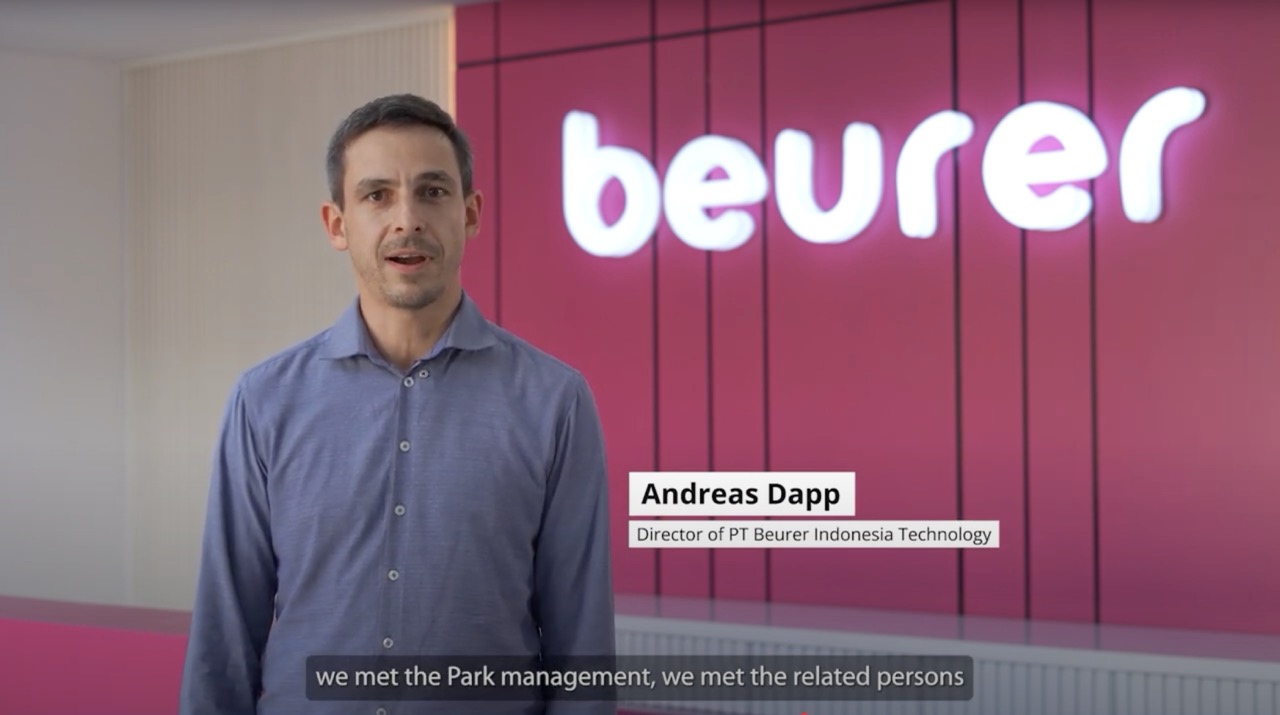 beurer
Andreas Dapp
Director of PT Beurer Indonesia Technology
we met the Park management, we met the related persons